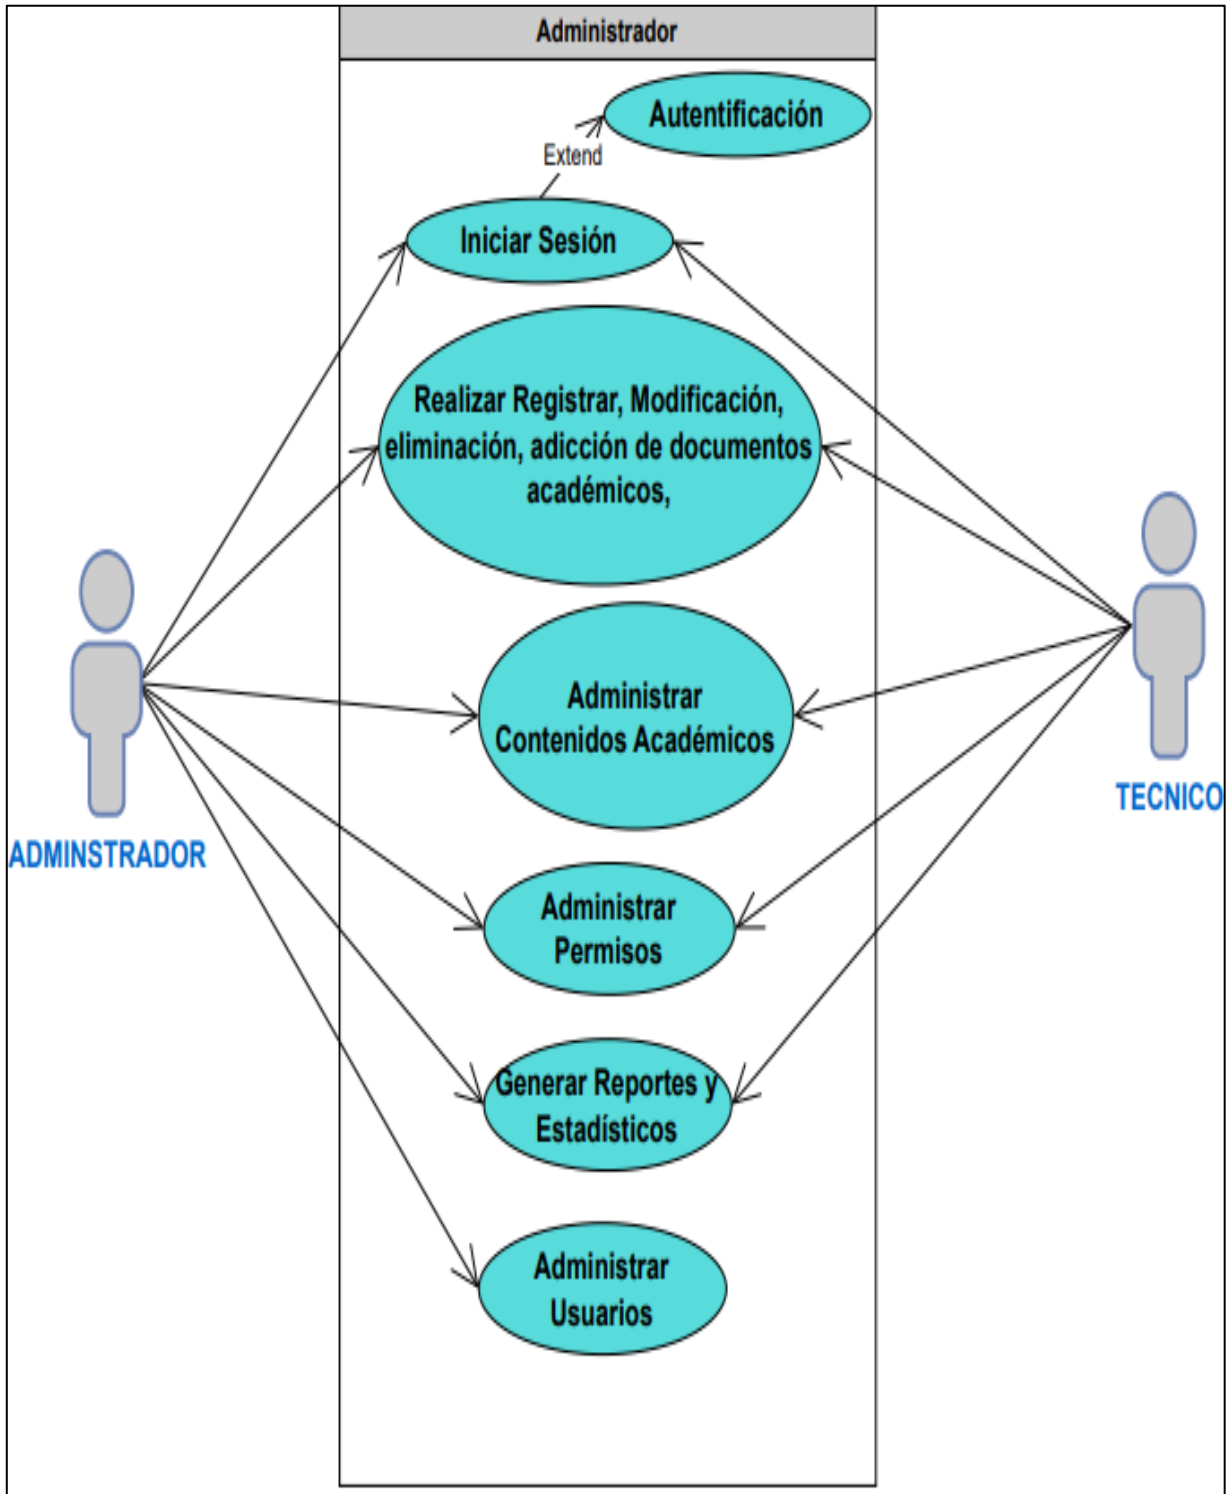 Administrador
Autentificación
Extend
Iniciar Sesión
Realizar Registrar, Modificación,
eliminación, adicción de documentos
académicos,
Administrar
Contenidos Académicos
TECNICO
ADMINSTRADOR
Administrar
Permisos
Generar Reportes y
Estadísticos
Administrar
Usuarios